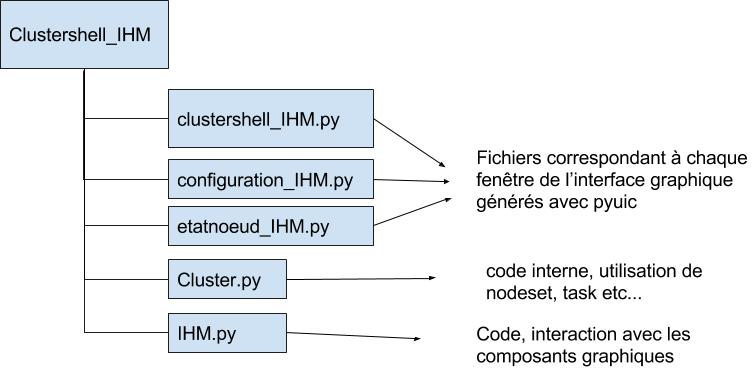 Clustershell_IHM
clustershell_IHM.py
configuration_IHM.py
etatnoeud_IHM.py
Fichiers correspondant à chaque
fenêtre de l'interface graphique
générés avec pyuic
Cluster.py
code interne, utilisation de
nodeset, task etc...
IHM.py
Code, interaction avec les
composants graphiques